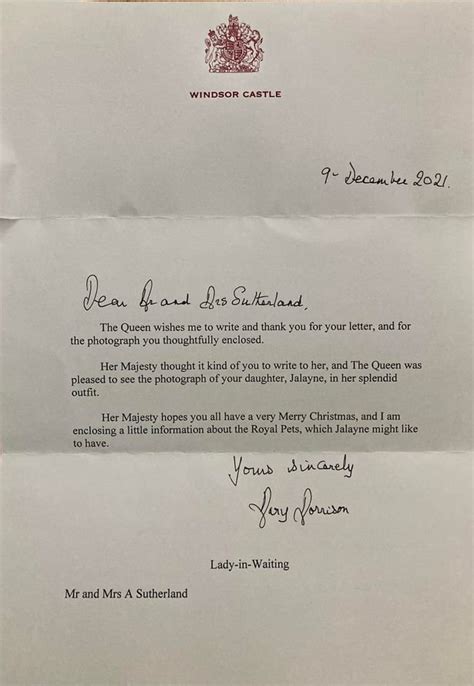 WINDSOR CASTLE
9- December 2021.
Dear Mr and Mrs Sutherland,
The Queen wishes me to write and thank you for your letter, and for
the photograph you thoughtfully enclosed.
Her Majesty thought it kind of you to write to her, and The Queen was
pleased to see the photograph of your daughter, Jalayne, in her splendid
outfit.
Her Majesty hopes you all have a very Merry Christmas, and I am
enclosing a little information about the Royal Pets, which Jalayne might like
to have.
Yours sincerely
Mary Morrison
Lady-in-Waiting
Mr and Mrs A Sutherland